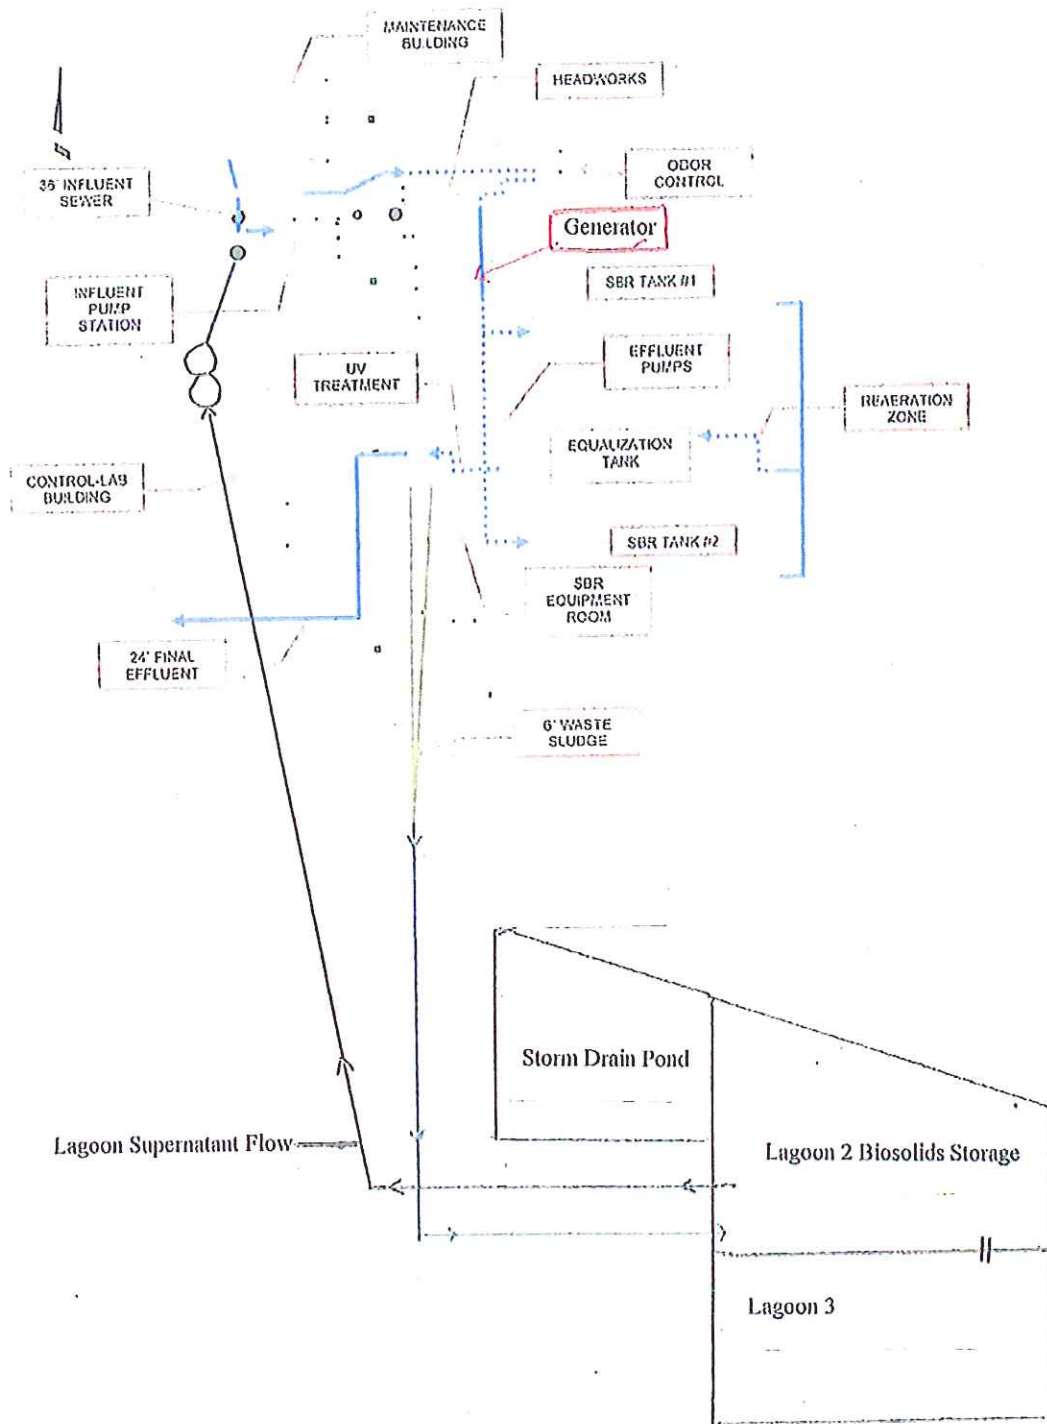 MAINTENANCE
BUILDING
HEADWORKS
ODOR
CONTROL
36" INFLUENT
SEWER
Generator
SBR TANK #1
INFLUENT
PUMP
STATION
EFFLUENT
PUMPS
UV
TREATMENT
REAERATION
ZONE
EQUALIZATION
TANK
CONTROL-LAB
BUILDING
SBR TANK #2
SBR
EQUIPMENT
ROOM
24" FINAL
EFFLUENT
6" WASTE
SLUDGE
Storm Drain Pond
Lagoon Supernatant Flow
Lagoon 2 Biosolids Storage
Lagoon 3